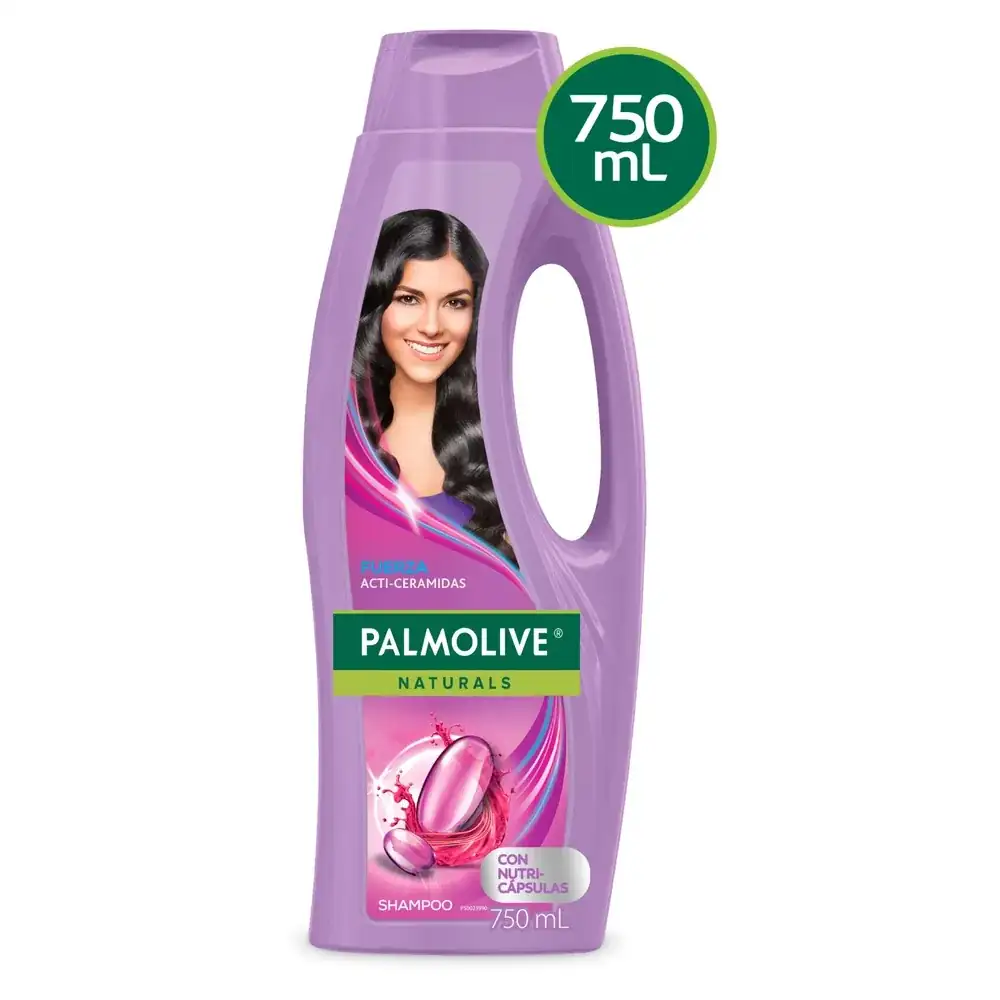 750
mL
FUERZA
ACTI-CERAMIDAS
PALMOLIVE®
NATURALS
CON
NUTRI-
CÁPSULAS
SHAMPOO
750 mL